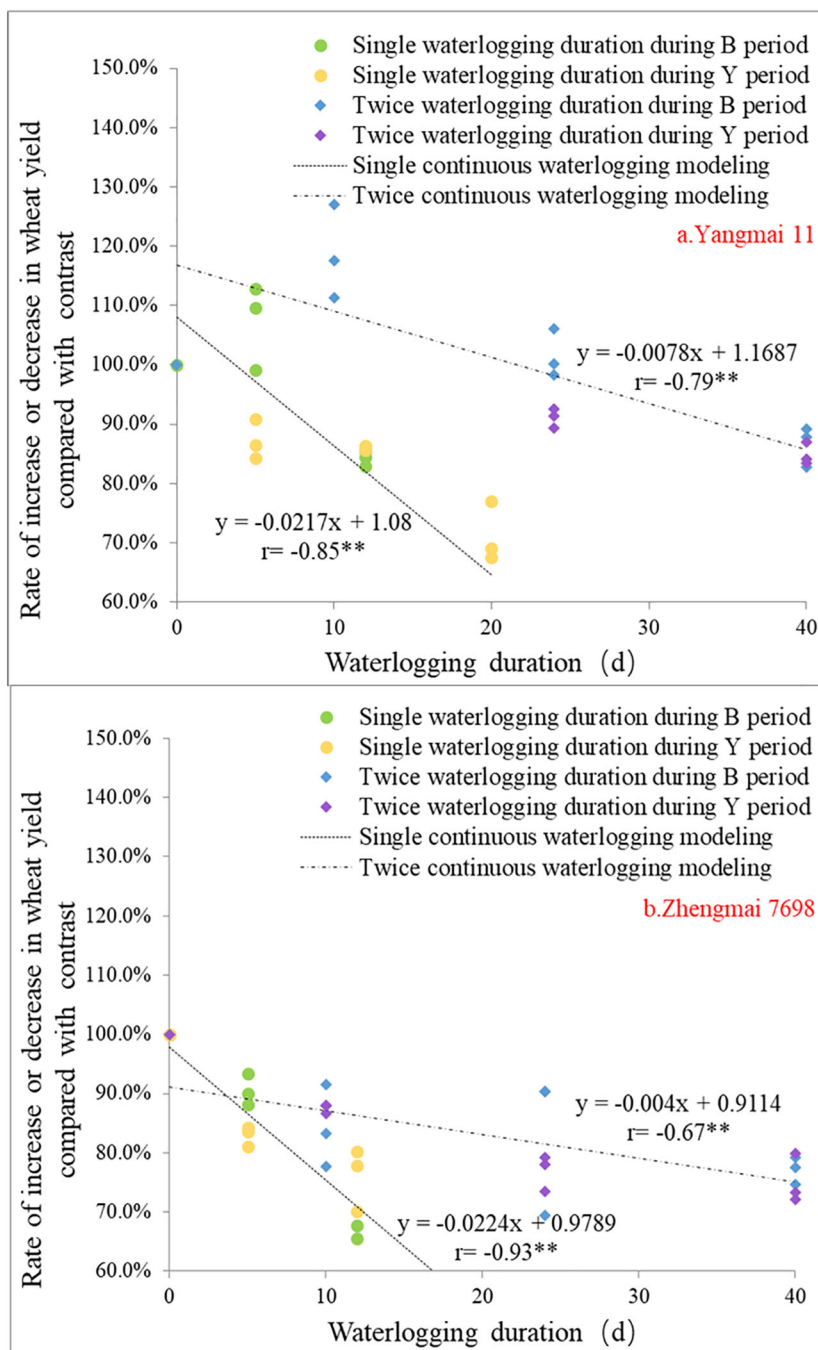 Single waterlogging duration during B period
Single waterlogging duration during Y period
Twice waterlogging duration during B period
Twice waterlogging duration during Y period
Single continuous waterlogging modeling
Twice continuous waterlogging modeling
a.Yangmai 11
Rate of increase or decrease in wheat yield
compared with contrast
150.0%
140.0%
130.0%
120.0%
110.0%
100.0%
90.0%
80.0%
70.0%
60.0%
y = -0.0078x + 1.1687
r= -0.79**
y = -0.0217x + 1.08
r= -0.85**
0
10
20
30
40
Waterlogging duration (d)
Single waterlogging duration during B period
Single waterlogging duration during Y period
Twice waterlogging duration during B period
Twice waterlogging duration during Y period
Single continuous waterlogging modeling
Twice continuous waterlogging modeling
b.Zhengmai 7698
Rate of increase or decrease in wheat yield
compared with contrast
150.0%
140.0%
130.0%
120.0%
110.0%
100.0%
90.0%
80.0%
70.0%
60.0%
y = -0.004x + 0.9114
r= -0.67**
y = -0.0224x + 0.9789
r= -0.93**
0
10
20
30
40
Waterlogging duration (d)